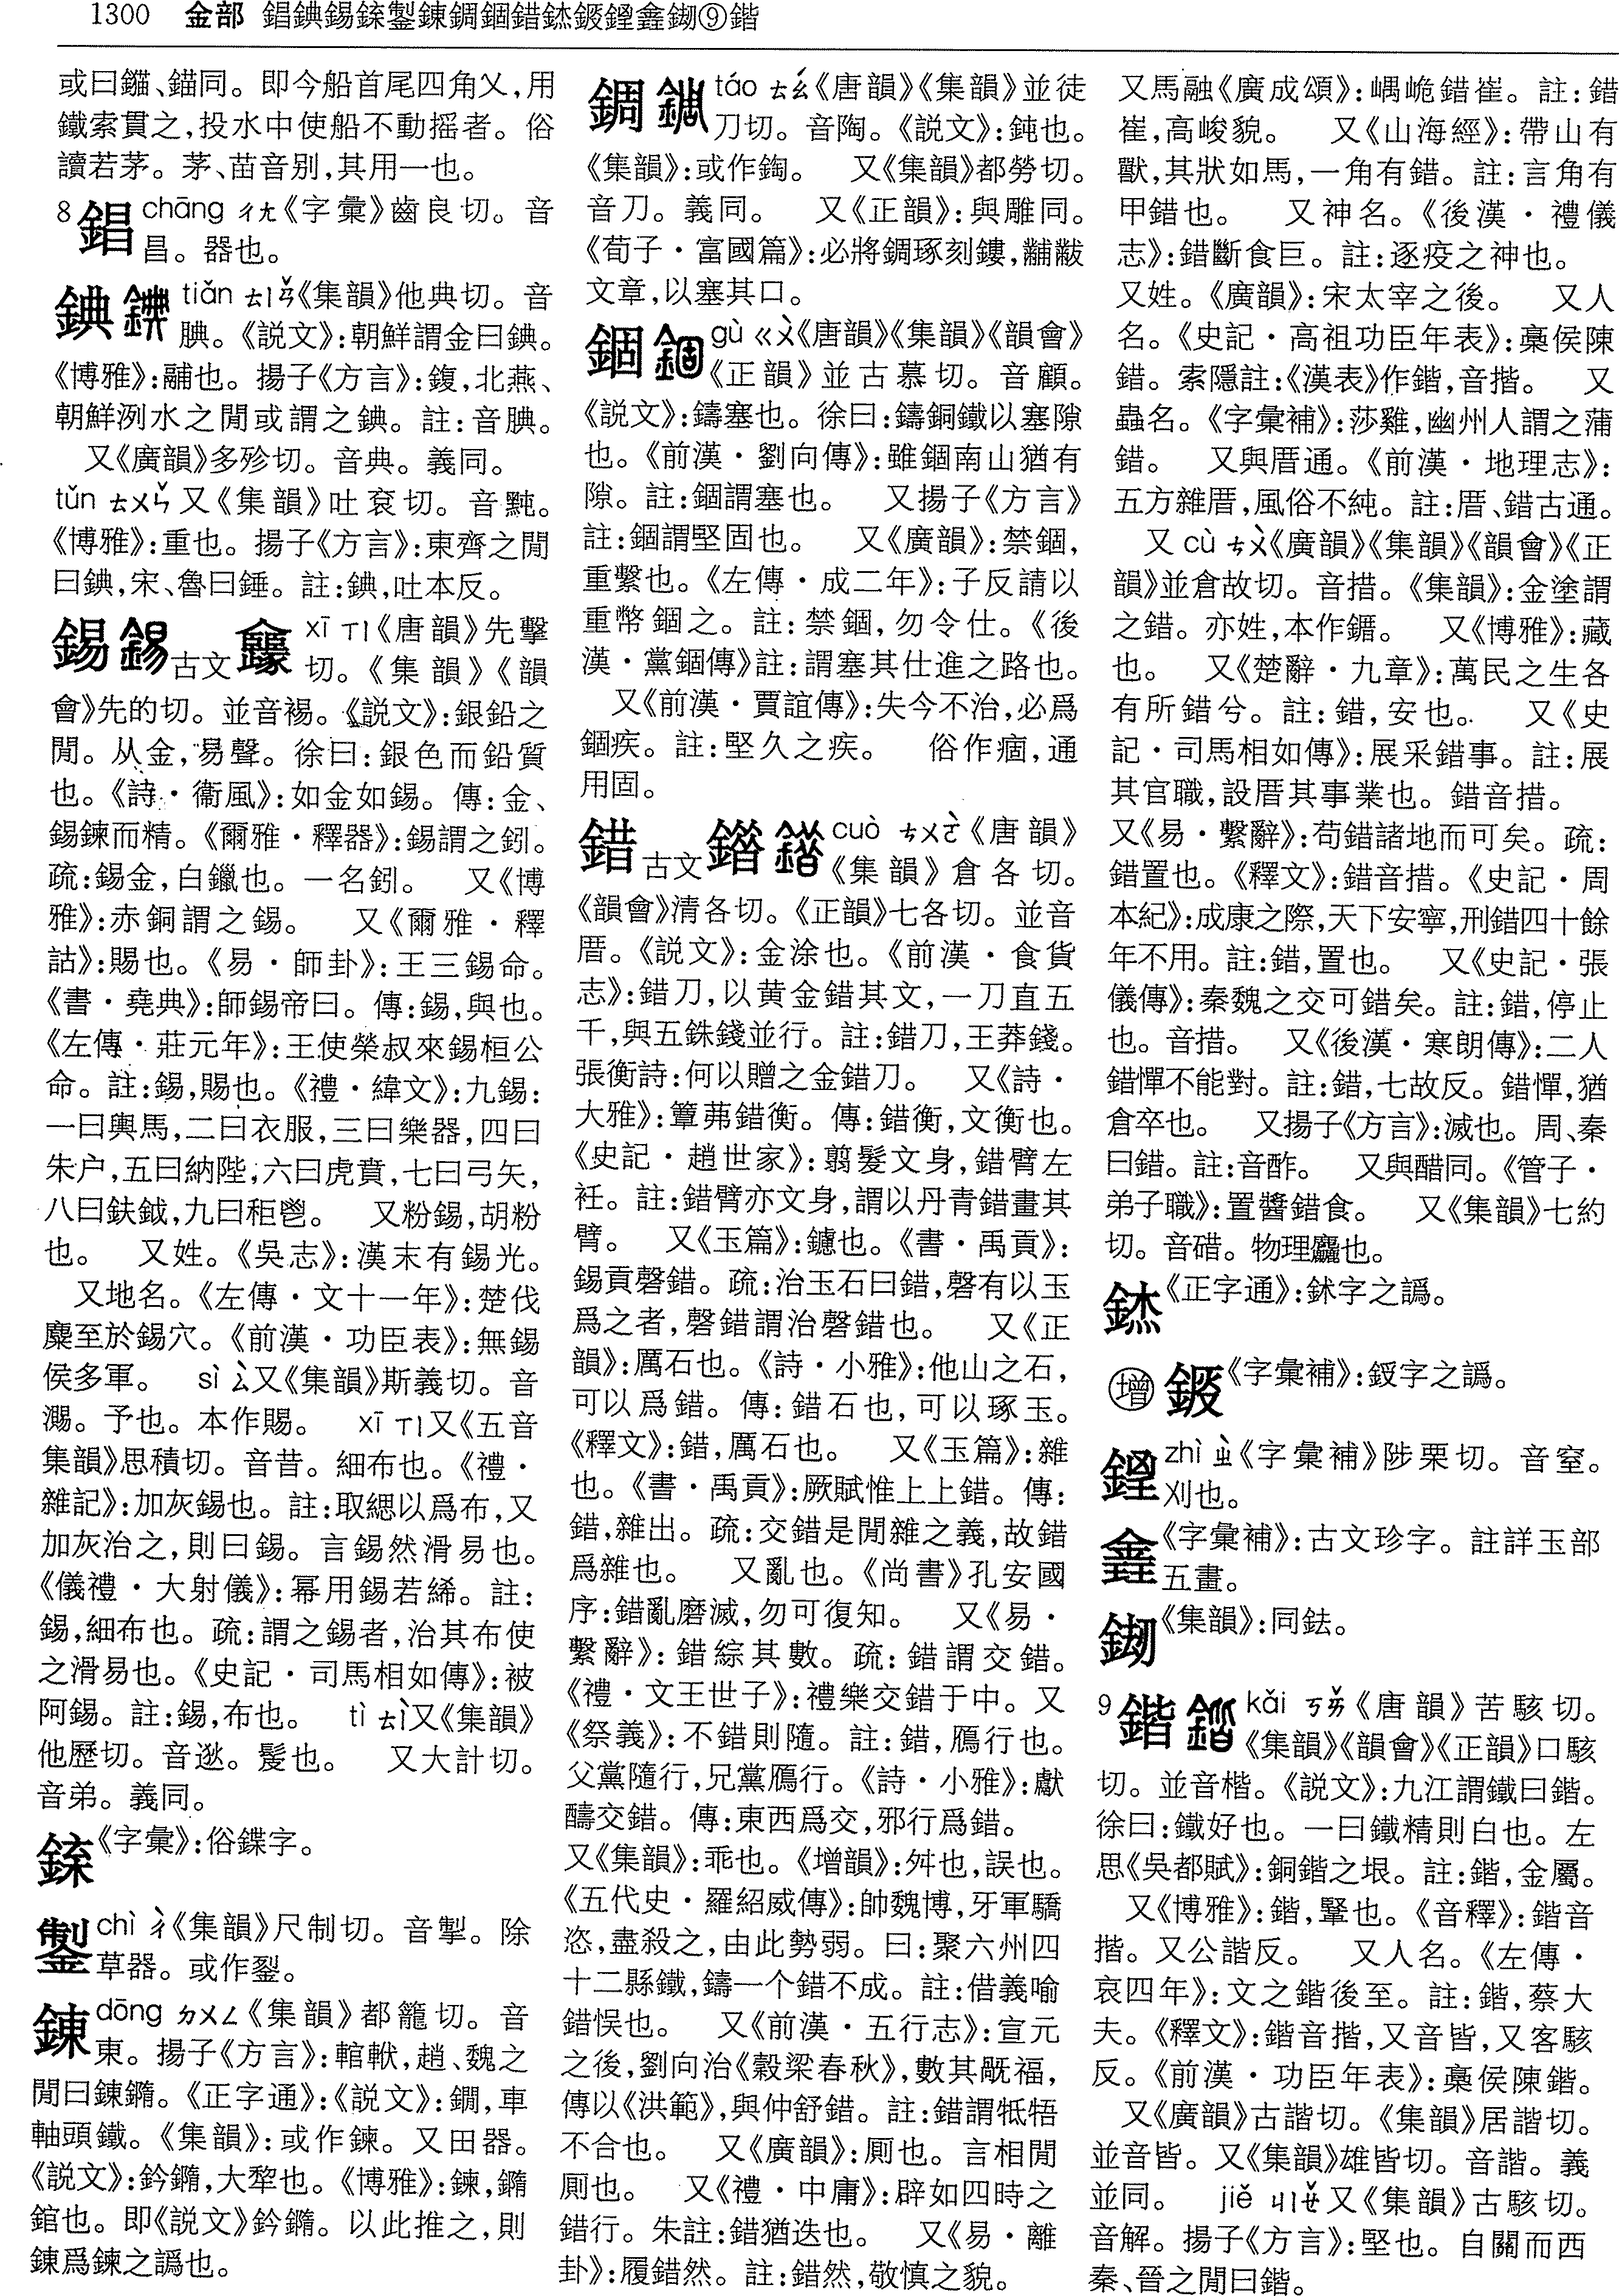 1300 金部 錩錪錫䤵銐鍊錭錮錯鉥鍛銍鑫鉚⑨鍇
或曰鍿、錨同。即今船首尾四角叉,用
鐵索貫之,投水中使船不動摇者。俗
讀若茅。茅、苗音别,其用一也。
8 錩 chāng ㄔㄤ《字彙》齒良切。音
昌。器也。
錪 錪 tiǎn ㄊㄧㄢˇ《集韻》他典切。音
腆。《説文》:朝鮮謂金曰錪。
《博雅》:鬴也。揚子《方言》:鍑,北燕、
朝鮮洌水之閒或謂之錪。註:音腆。
又《廣韻》多殄切。音典。義同。
tǔn ㄊㄨㄣˇ 又《集韻》吐袞切。音黗。
《博雅》:重也。揚子《方言》:東齊之閒
曰錪,宋、魯曰錘。註:錪,吐本反。
錫 錫 古文 xī ㄒㄧ《唐韻》先擊
切。《集韻》《韻
會》先的切。並音裼。《説文》:銀鉛之
閒。从金,易聲。徐曰:銀色而鉛質
也。《詩·衞風》:如金如錫。傳:金、
錫鍊而精。《爾雅·釋器》:錫謂之鈏。
疏:錫金,白鑞也。一名鈏。 又《博
雅》:赤銅謂之錫。 又《爾雅·釋
詁》:賜也。《易·師卦》:王三錫命。
《書·堯典》:師錫帝曰。傳:錫,與也。
《左傳·莊元年》:王使榮叔來錫桓公
命。註:錫,賜也。《禮·緯文》:九錫:
一曰輿馬,二曰衣服,三曰樂器,四曰
朱户,五曰納陛,六曰虎賁,七曰弓矢,
八曰鈇鉞,九曰秬鬯。 又粉錫,胡粉
也。 又姓。《吳志》:漢末有錫光。
又地名。《左傳·文十一年》:楚伐
麇至於錫穴。《前漢·功臣表》:無錫
侯多軍。 sì ㄙˋ又《集韻》斯義切。音
澌。予也。本作賜。 xī ㄒㄧ又《五音
集韻》思積切。音昔。細布也。《禮·
雜記》:加灰錫也。註:取緦以爲布,又
加灰治之,則曰錫。言錫然滑易也。
《儀禮·大射儀》:幂用錫若絺。註:
錫,細布也。疏:謂之錫者,治其布使
之滑易也。《史記·司馬相如傳》:被
阿錫。註:錫,布也。 tì ㄊㄧˋ又《集韻》
他歷切。音逖。髲也。 又大計切。
音弟。義同。
《字彙》:俗鍱字。
chì ㄔˋ《集韻》尺制切。音掣。除
草器。或作銐。
鍊 dōng ㄉㄨㄥ《集韻》都籠切。音
東。揚子《方言》:輨軑,趙、魏之
閒曰鍊鏅。《正字通》:《説文》:鐗,車
軸頭鐵。《集韻》:或作鍊。又田器。
《説文》:鈐鏅,大犂也。《博雅》:鍊,鏅
錧也。即《説文》鈐鏅。以此推之,則
鍊爲鍊之譌也。
錭 錭 táo ㄊㄠˊ《唐韻》《集韻》並徒
刀切。音陶。《説文》:鈍也。
《集韻》:或作鋾。 又《集韻》都勞切。
音刀。義同。 又《正韻》:與雕同。
《荀子·富國篇》:必將錭琢刻鏤,黼黻
文章,以塞其口。
錮 錮 gù ㄍㄨˋ《唐韻》《集韻》《韻會》
《正韻》並古慕切。音顧。
《説文》:鑄塞也。徐曰:鑄銅鐵以塞隙
也。《前漢·劉向傳》:雖錮南山猶有
隙。註:錮謂塞也。 又揚子《方言》
註:錮謂堅固也。 又《廣韻》:禁錮,
重繫也。《左傳·成二年》:子反請以
重幣錮之。註:禁錮,勿令仕。《後
漢·黨錮傳》註:謂塞其仕進之路也。
又《前漢·賈誼傳》:失今不治,必爲
錮疾。註:堅久之疾。 俗作痼,通
用固。
錯 古文 cuò ㄘㄨㄛˋ《唐韻》
《集韻》倉各切。
《韻會》清各切。《正韻》七各切。並音
厝。《説文》:金涂也。《前漢·食貨
志》:錯刀,以黄金錯其文,一刀直五
千,與五銖錢並行。註:錯刀,王莽錢。
張衡詩:何以贈之金錯刀。 又《詩·
大雅》:簟茀錯衡。傳:錯衡,文衡也。
《史記·趙世家》:翦髮文身,錯臂左
衽。註:錯臂亦文身,謂以丹青錯畫其
臂。 又《玉篇》:鑢也。《書·禹貢》:
錫貢磬錯。疏:治玉石曰錯,磬有以玉
爲之者,磬錯謂治磬錯也。 又《正
韻》:厲石也。《詩·小雅》:他山之石,
可以爲錯。傳:錯石也,可以琢玉。
《釋文》:錯,厲石也。 又《玉篇》:雜
也。《書·禹貢》:厥賦惟上上錯。傳:
錯,雜出。疏:交錯是閒雜之義,故錯
爲雜也。 又亂也。《尚書》孔安國
序:錯亂磨滅,勿可復知。 又《易·
繫辭》:錯綜其數。疏:錯謂交錯。
《禮·文王世子》:禮樂交錯于中。又
《祭義》:不錯則隨。註:錯,鴈行也。
父黨隨行,兄黨鴈行。《詩·小雅》:獻
醻交錯。傳:東西爲交,邪行爲錯。
又《集韻》:乖也。《增韻》:舛也,誤也。
《五代史·羅紹威傳》:帥魏博,牙軍驕
恣,盡殺之,由此勢弱。曰:聚六州四
十二縣鐵,鑄一个錯不成。註:借義喻
錯悞也。 又《前漢·五行志》:宣元
之後,劉向治《穀梁春秋》,數其旤福,
傳以《洪範》,與仲舒錯。註:錯謂牴牾
不合也。 又《廣韻》:厠也。言相閒
厠也。 又《禮·中庸》:辟如四時之
錯行。朱註:錯猶迭也。 又《易·離
卦》:履錯然。註:錯然,敬慎之貌。
又馬融《廣成頌》:嵎峗錯崔。註:錯
崔,高峻貌。 又《山海經》:帶山有
獸,其狀如馬,一角有錯。註:言角有
甲錯也。 又神名。《後漢·禮儀
志》:錯斷食巨。註:逐疫之神也。
又姓。《廣韻》:宋太宰之後。 又人
名。《史記·高祖功臣年表》:槀侯陳
錯。索隱註:《漢表》作鍇,音揩。 又
蟲名。《字彙補》:莎雞,幽州人謂之蒲
錯。 又與厝通。《前漢·地理志》:
五方雜厝,風俗不純。註:厝、錯古通。
又 cù ㄘㄨˋ《廣韻》《集韻》《韻會》《正
韻》並倉故切。音措。《集韻》:金塗謂
之錯。亦姓,本作鎈。 又《博雅》:藏
也。 又《楚辭·九章》:萬民之生各
有所錯兮。註:錯,安也。 又《史
記·司馬相如傳》:展采錯事。註:展
其官職,設厝其事業也。錯音措。
又《易·繫辭》:苟錯諸地而可矣。疏:
錯置也。《釋文》:錯音措。《史記·周
本紀》:成康之際,天下安寧,刑錯四十餘
年不用。註:錯,置也。 又《史記·張
儀傳》:秦魏之交可錯矣。註:錯,停止
也。音措。 又《後漢·寒朗傳》:二人
錯愕不能對。註:錯,七故反。錯愕,猶
倉卒也。 又揚子《方言》:滅也。周、秦
曰錯。註:音酢。 又與醋同。《管子·
弟子職》:置醬錯食。 又《集韻》七約
切。音碏。物理麤也。
《正字通》:鉥字之譌。
增 《字彙補》:鋄字之譌。
zhì ㄓˋ《字彙補》陟栗切。音窒。
刈也。
《字彙補》:古文珍字。註詳玉部
五畫。
《集韻》:同鉣。
9 鍇 鍇 kǎi ㄎㄞˇ《唐韻》苦駭切。
《集韻》《韻會》《正韻》口駭
切。並音楷。《説文》:九江謂鐵曰鍇。
徐曰:鐵好也。一曰鐵精則白也。左
思《吳都賦》:銅鍇之垠。註:鍇,金屬。
又《博雅》:鍇,鋻也。《音釋》:鍇音
揩。又公諧反。 又人名。《左傳·
哀四年》:文之鍇後至。註:鍇,蔡大
夫。《釋文》:鍇音揩,又音皆,又客駭
反。《前漢·功臣年表》:槀侯陳鍇。
又《廣韻》古諧切。《集韻》居諧切。
並音皆。又《集韻》雄皆切。音諧。義
並同。 jiě ㄐㄧㄝˇ又《集韻》古駭切。
音解。揚子《方言》:堅也。自關而西
秦、晉之閒曰鍇。